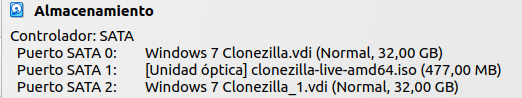 Almacenamiento
Controlador: SATA
Puerto SATA 0: Windows 7 Clonezilla.vdi (Normal, 32,00 GB)
Puerto SATA 1: [Unidad óptica] clonezilla-live-amd64.iso (477,00 MB)
Puerto SATA 2: Windows 7 Clonezilla_1.vdi (Normal, 32,00 GB)